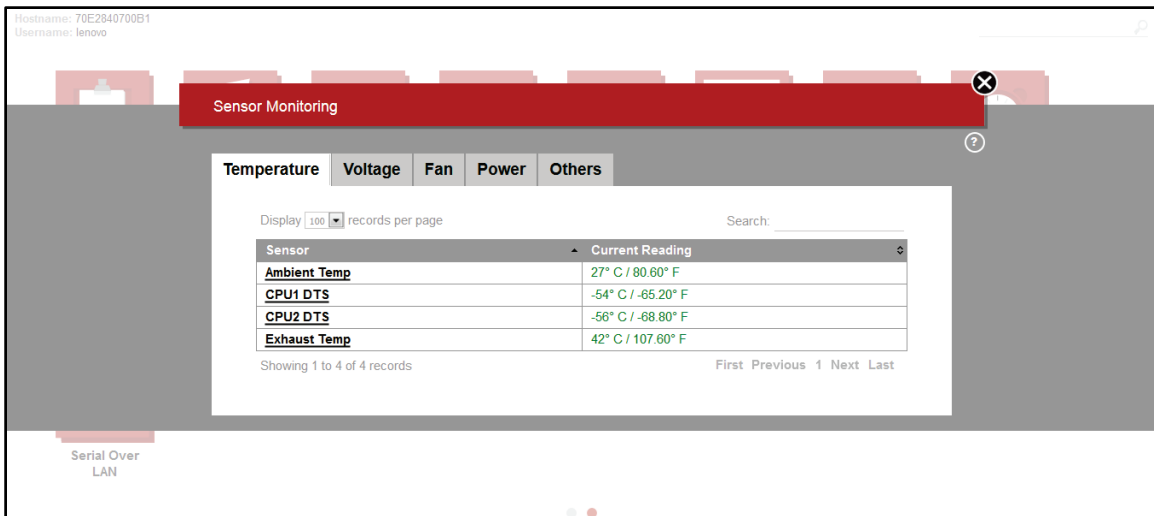 Hostname: 70E2840700B1
Username: lenovo
Sensor Monitoring
?
Temperature Voltage Fan Power Others
Display 100 records per page Search:
Sensor Current Reading
Ambient Temp 27° C / 80.60° F
CPU1 DTS -54° C / -65.20° F
CPU2 DTS -56° C / -68.80° F
Exhaust Temp 42° C / 107.60° F
Showing 1 to 4 of 4 records First Previous 1 Next Last
Serial Over
LAN